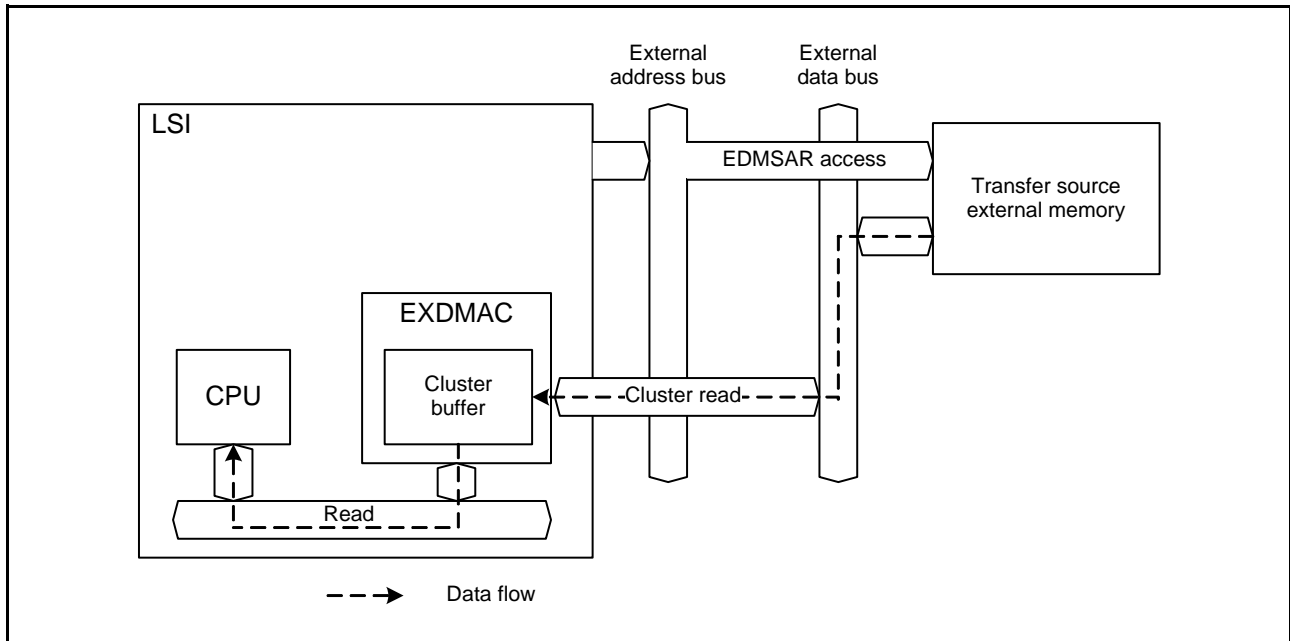 External
address bus
External
data bus
LSI
EDMSAR access
Transfer source
external memory
EXDMAC
CPU
Cluster
buffer
Cluster read
Read
Data flow